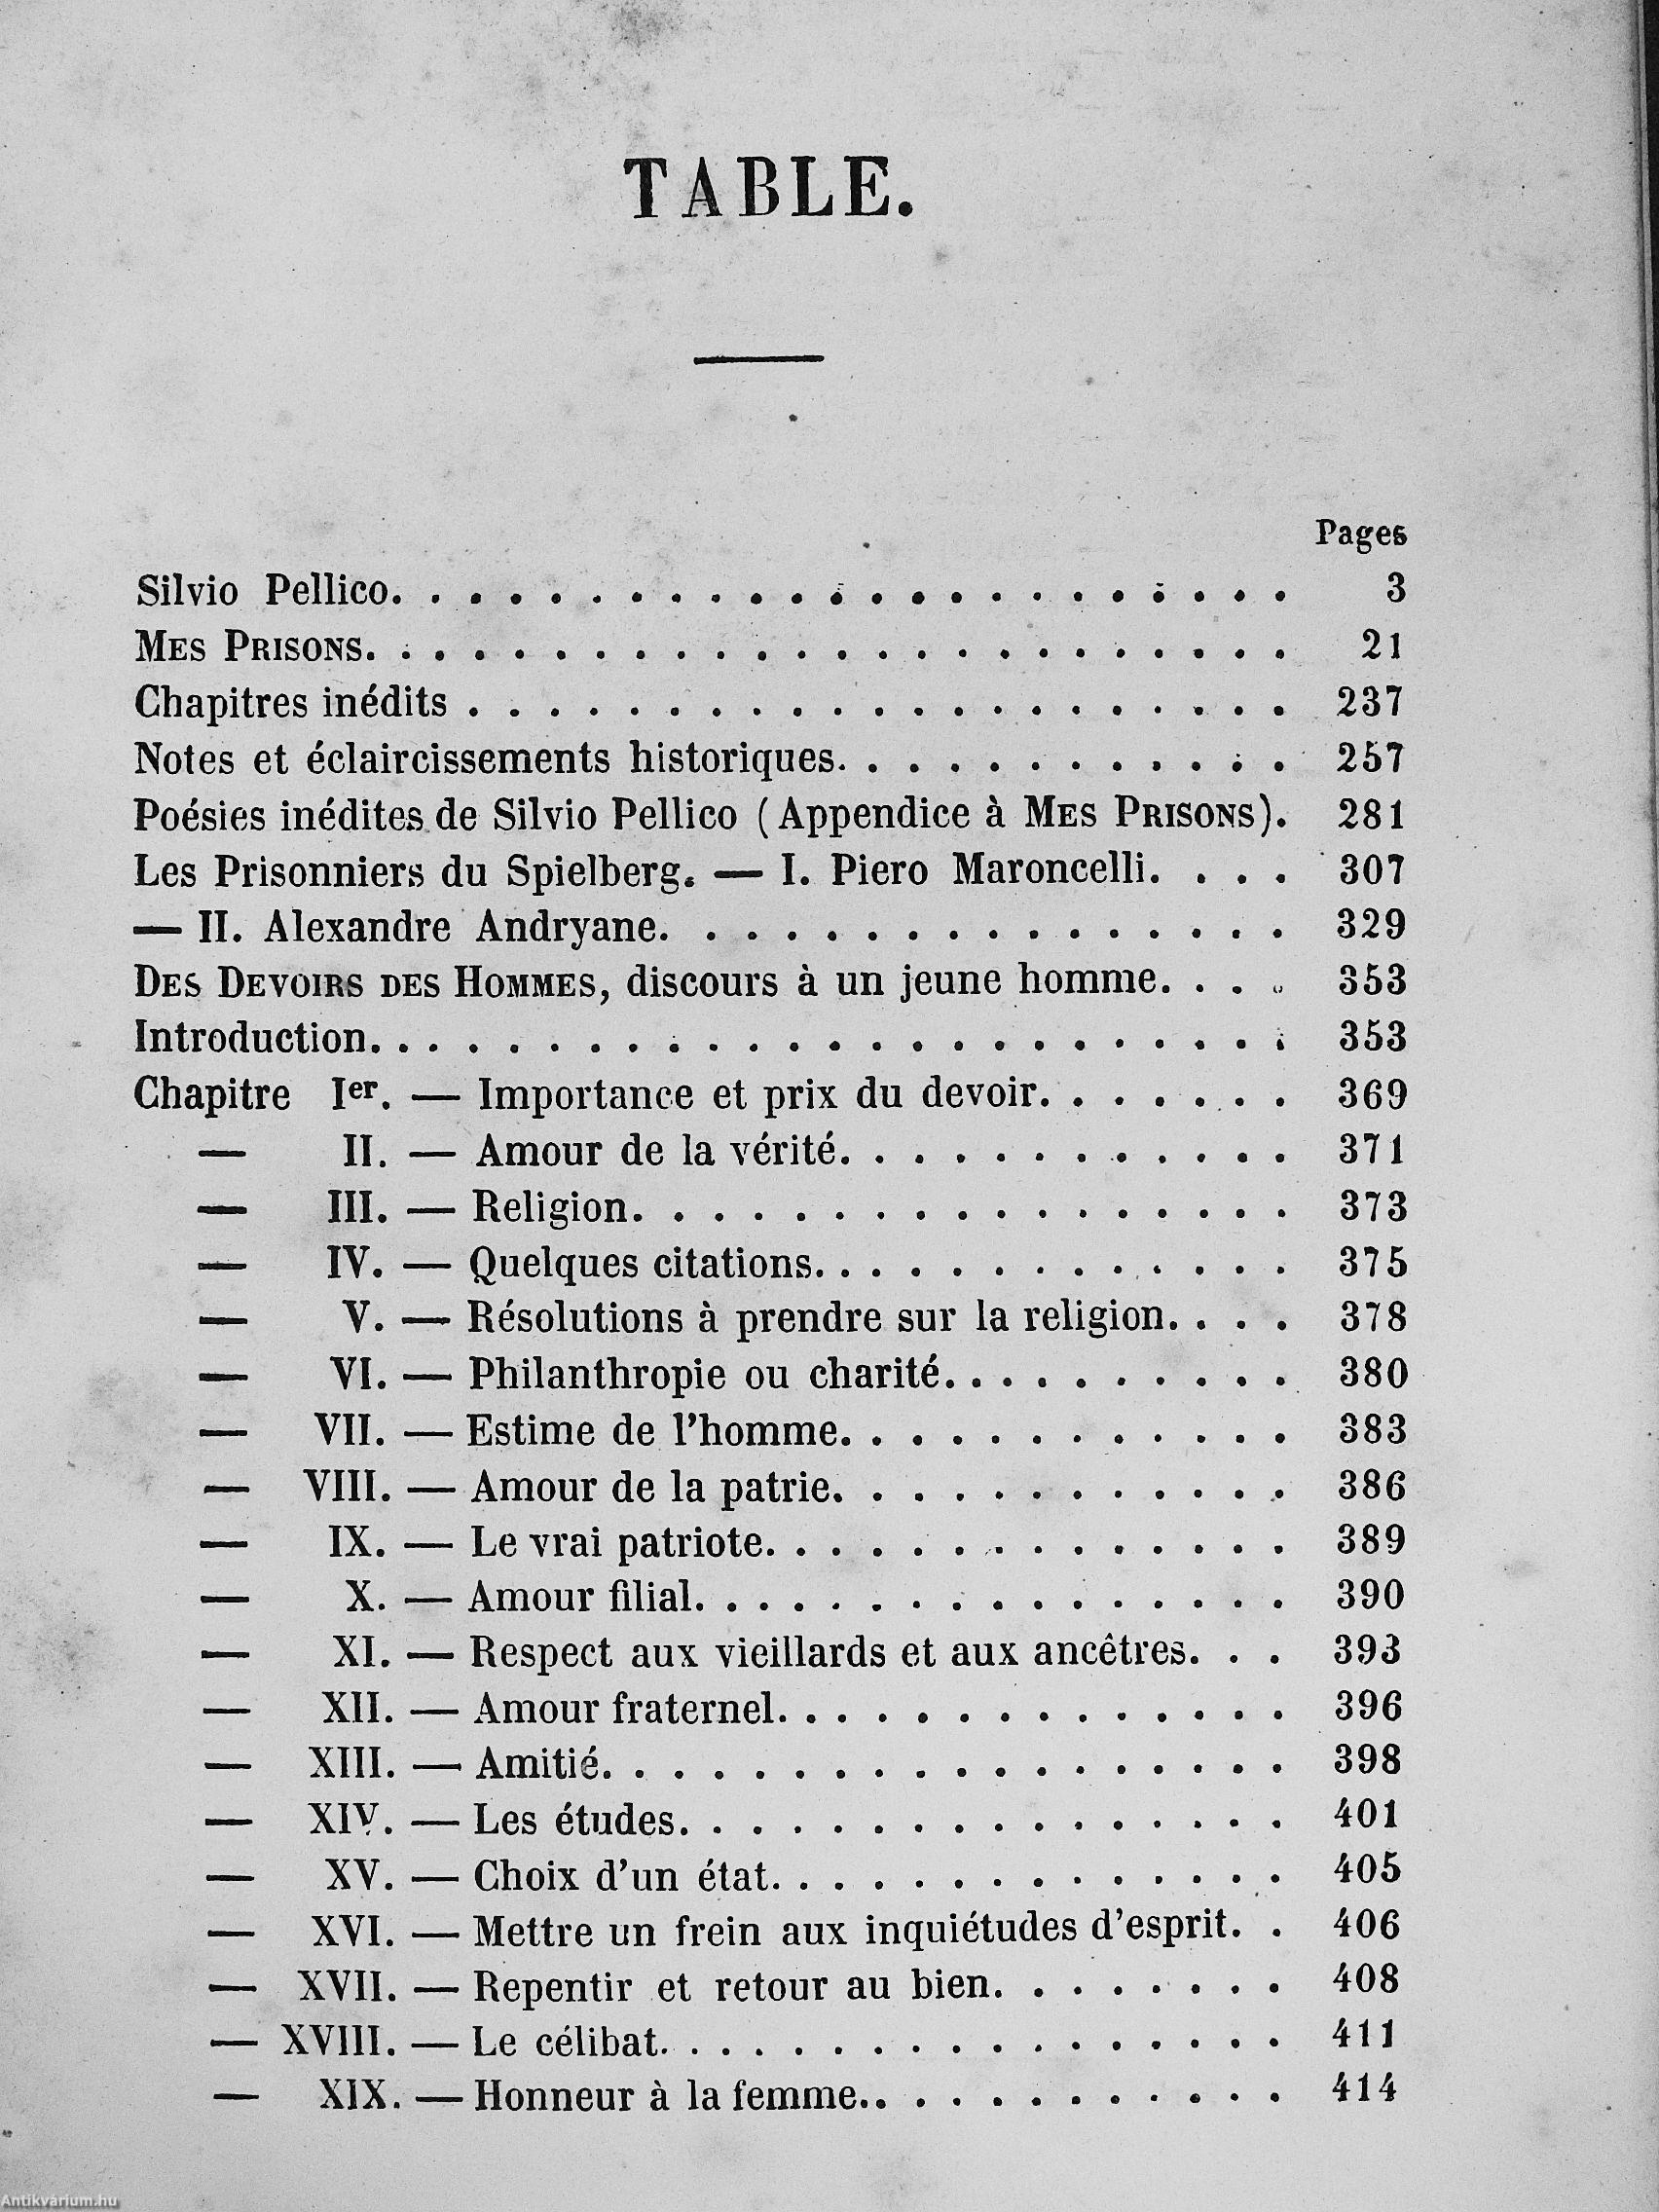 TABLE.
Pages
Silvio Pellico. . . . . . . . . . . . . . . . . . . . . . . 3
MES PRISONS. . . . . . . . . . . . . . . . . . . . . . . . 21
Chapitres inédits . . . . . . . . . . . . . . . . . . . . . 237
Notes et éclaircissements historiques. . . . . . . . . . . . 257
Poésies inédites de Silvio Pellico (Appendice à MES PRISONS). 281
Les Prisonniers du Spielberg. — I. Piero Maroncelli. . . . 307
— II. Alexandre Andryane. . . . . . . . . . . . . . . . . 329
DES DEVOIRS DES HOMMES, discours à un jeune homme. . . . 353
Introduction. . . . . . . . . . . . . . . . . . . . . . . . 353
Chapitre Ier. — Importance et prix du devoir. . . . . . . 369
— II. — Amour de la vérité. . . . . . . . . . . . 371
— III. — Religion. . . . . . . . . . . . . . . . . 373
— IV. — Quelques citations. . . . . . . . . . . . . 375
— V. — Résolutions à prendre sur la religion. . . . 378
— VI. — Philanthropie ou charité. . . . . . . . . . 380
— VII. — Estime de l'homme. . . . . . . . . . . . 383
— VIII. — Amour de la patrie. . . . . . . . . . . . 386
— IX. — Le vrai patriote. . . . . . . . . . . . . . 389
— X. — Amour filial. . . . . . . . . . . . . . . . 390
— XI. — Respect aux vieillards et aux ancêtres. . . 393
— XII. — Amour fraternel. . . . . . . . . . . . . . 396
— XIII. — Amitié. . . . . . . . . . . . . . . . . . 398
— XIV. — Les études. . . . . . . . . . . . . . . . 401
— XV. — Choix d'un état. . . . . . . . . . . . . . 405
— XVI. — Mettre un frein aux inquiétudes d'esprit. . 406
— XVII. — Repentir et retour au bien. . . . . . . . 408
— XVIII. — Le célibat. . . . . . . . . . . . . . . . . 411
— XIX. — Honneur à la femme.. . . . . . . . . . . 414
Antikvárium.hu